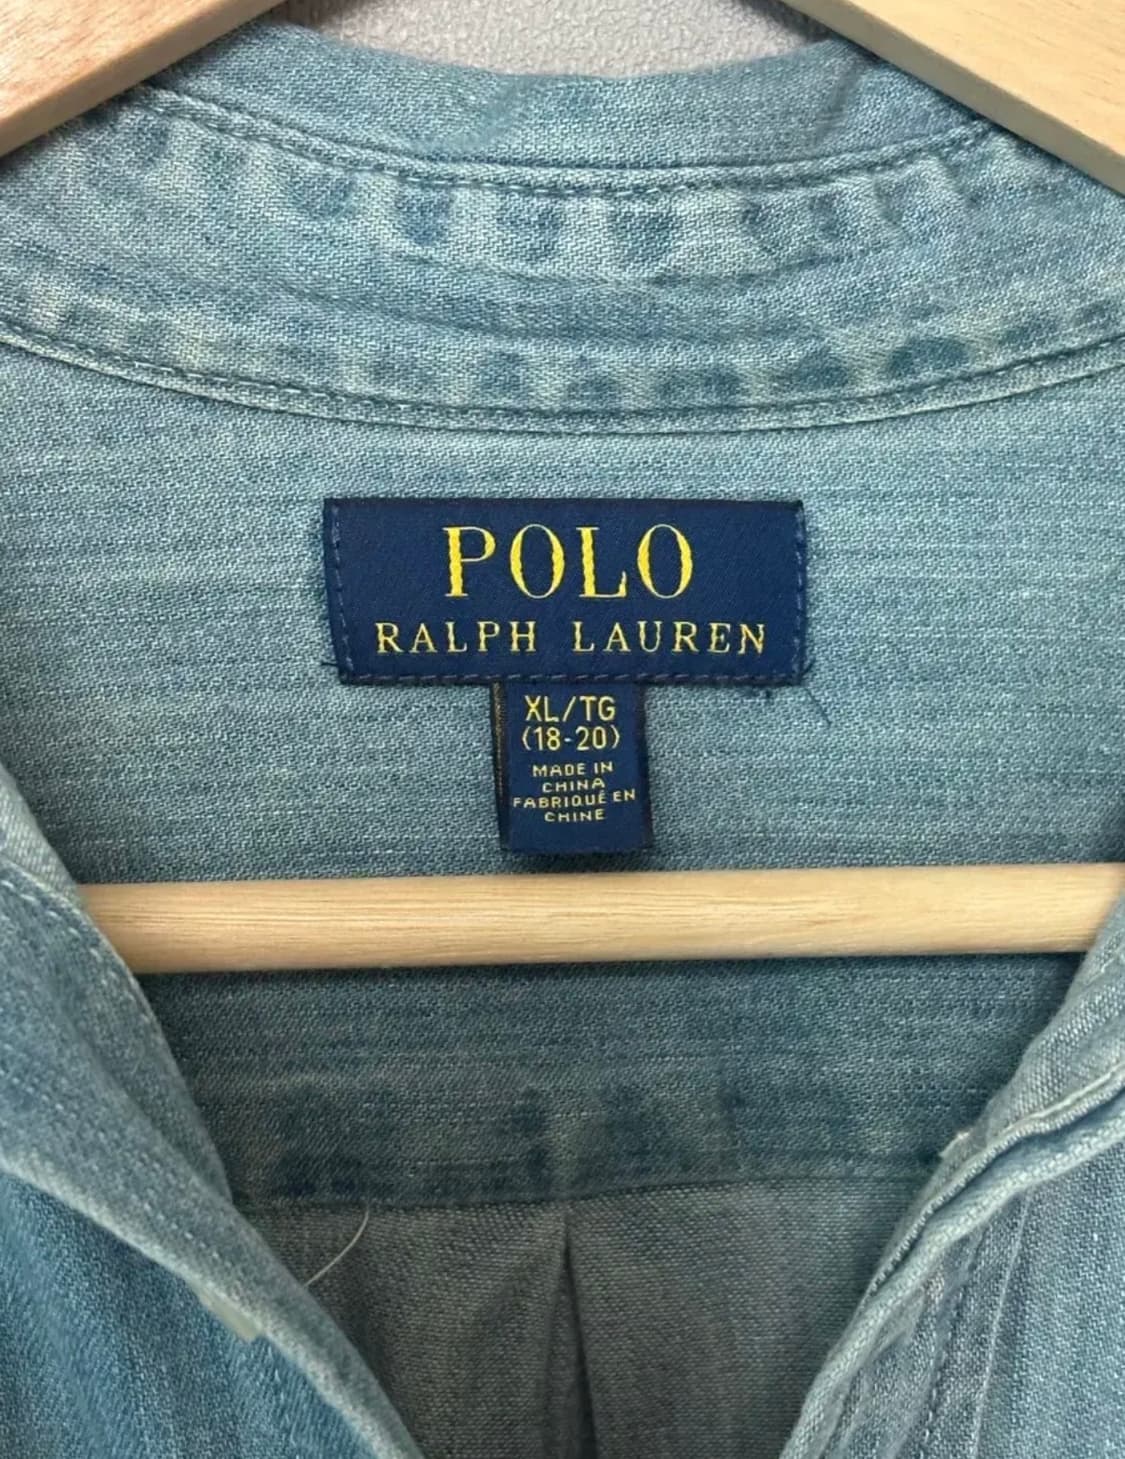 POLO
RALPH LAUREN
XL/TG
(18-20)
MADE IN
CHINA
FABRIQUÉ EN
CHINE